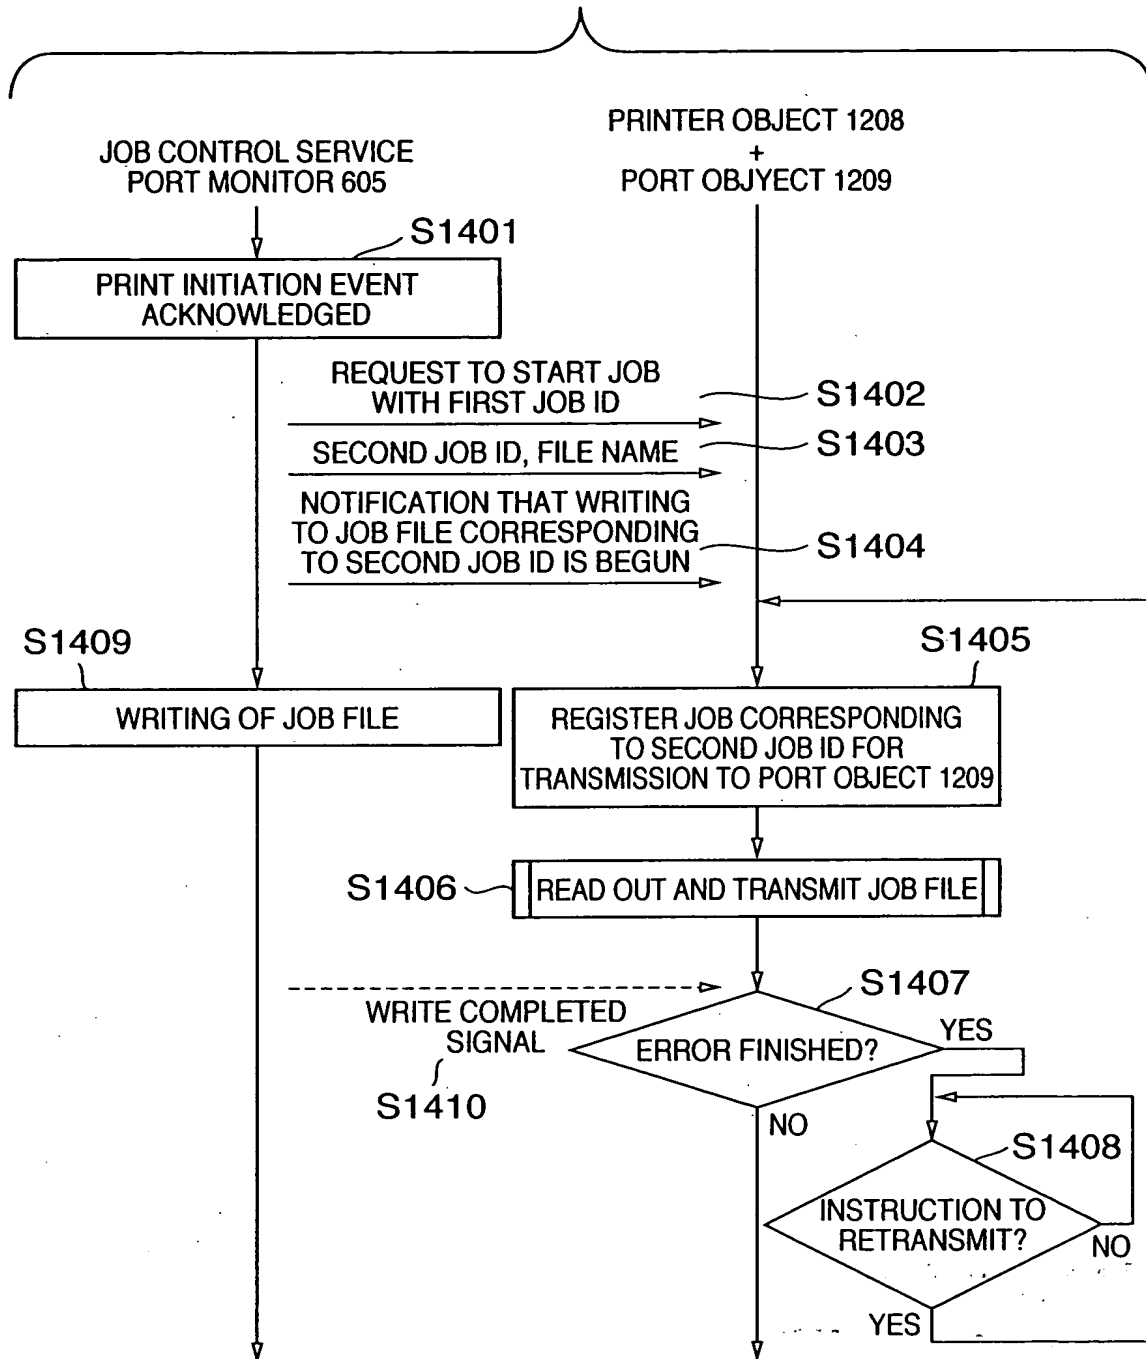 JOB CONTROL SERVICE
PORT MONITOR 605
PRINTER OBJECT 1208
+
PORT OBJYECT 1209
S1401
PRINT INITIATION EVENT
ACKNOWLEDGED
REQUEST TO START JOB
WITH FIRST JOB ID
S1402
SECOND JOB ID, FILE NAME
S1403
NOTIFICATION THAT WRITING
TO JOB FILE CORRESPONDING
TO SECOND JOB ID IS BEGUN
S1404
S1409
WRITING OF JOB FILE
S1405
REGISTER JOB CORRESPONDING
TO SECOND JOB ID FOR
TRANSMISSION TO PORT OBJECT 1209
S1406
READ OUT AND TRANSMIT JOB FILE
WRITE COMPLETED
SIGNAL
S1410
S1407
ERROR FINISHED?
YES
NO
S1408
INSTRUCTION TO
RETRANSMIT?
NO
YES